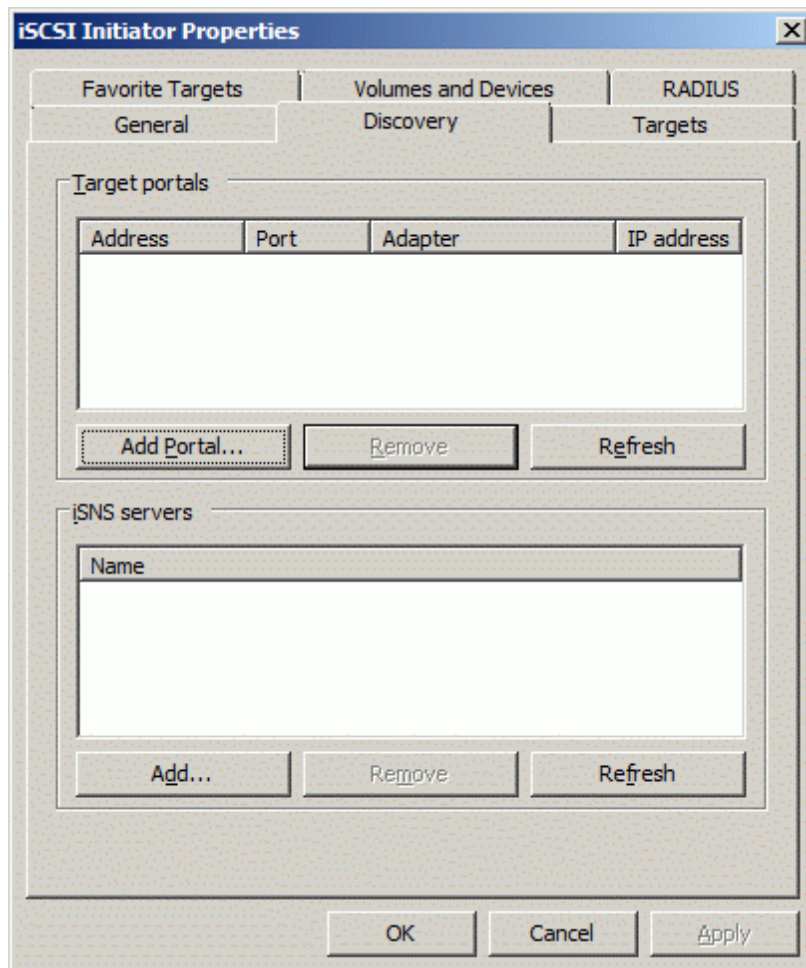 iSCSI Initiator Properties
Favorite Targets Volumes and Devices RADIUS
General Discovery Targets
Target portals
Address Port Adapter IP address
Add Portal... Remove Refresh
iSNS servers
Name
Add... Remove Refresh
OK Cancel Apply